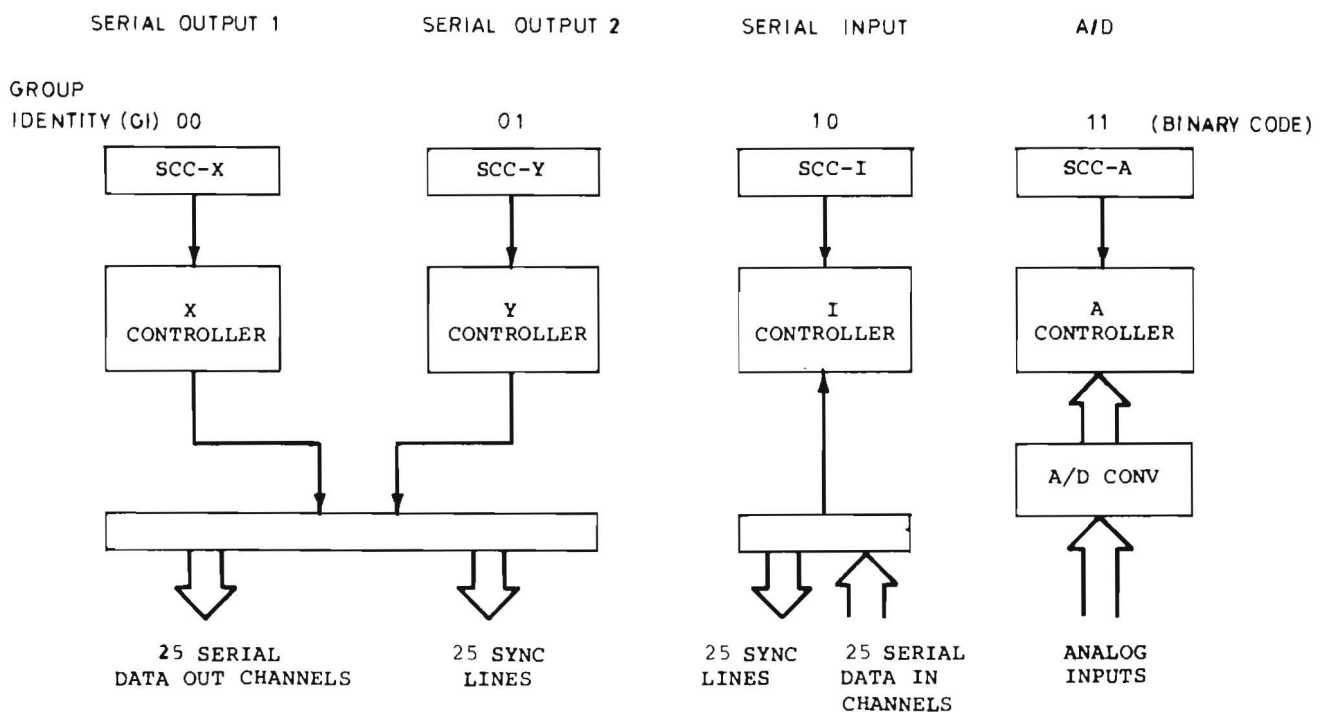 SERIAL OUTPUT 1
SERIAL OUTPUT 2
SERIAL INPUT
A/D
GROUP
IDENTITY (GI) 00
01
10
11 (BINARY CODE)
SCC-X
SCC-Y
SCC-I
SCC-A
X
CONTROLLER
Y
CONTROLLER
I
CONTROLLER
A
CONTROLLER
A/D CONV
25 SERIAL
DATA OUT CHANNELS
25 SYNC
LINES
25 SYNC
LINES
25 SERIAL
DATA IN
CHANNELS
ANALOG
INPUTS